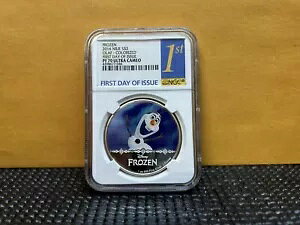 FROZEN
2016 NIUE S$2
OLAF - COLORIZED
FIRST DAY OF ISSUE
PF 70 ULTRA CAMEO
1st
NGC
FIRST DAY OF ISSUE
Disney
FROZEN